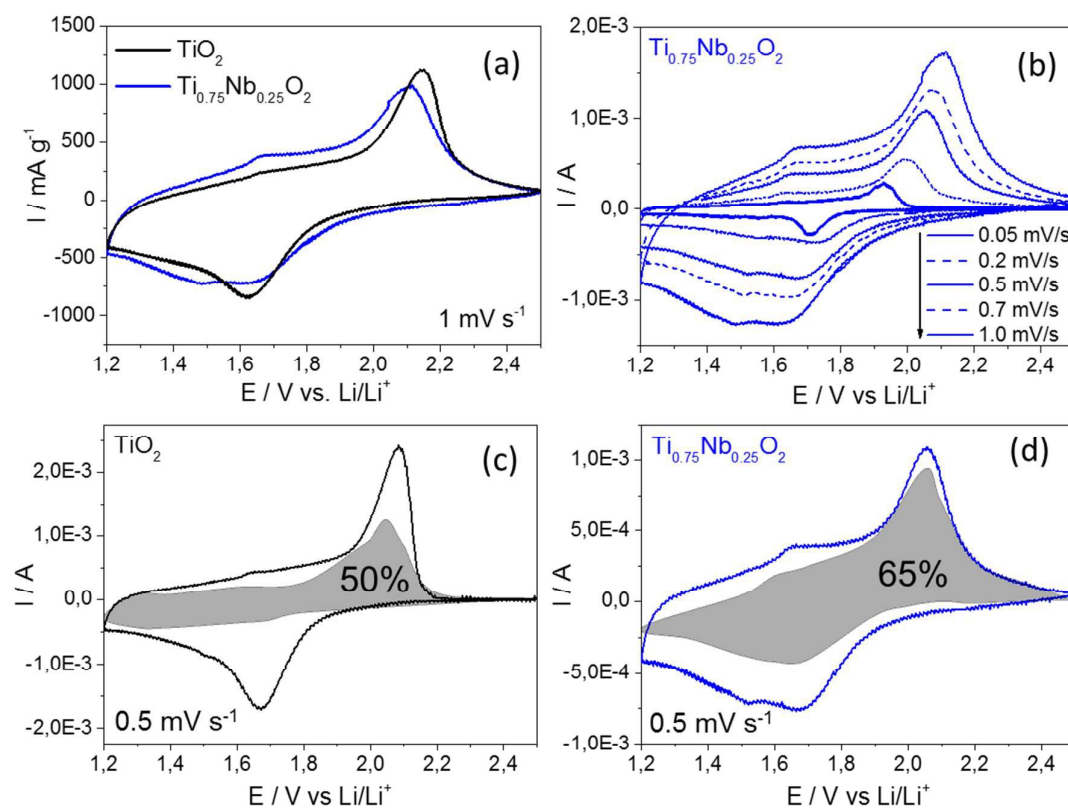 1500
1000
500
0
-500
-1000
I / mA g⁻¹
TiO₂
Ti₀.₇₅Nb₀.₂₅O₂
(a)
1 mV s⁻¹
1,2 1,4 1,6 1,8 2,0 2,2 2,4
E / V vs. Li/Li⁺
2,0E-3
1,0E-3
0,0
-1,0E-3
I / A
Ti₀.₇₅Nb₀.₂₅O₂
(b)
0.05 mV/s
0.2 mV/s
0.5 mV/s
0.7 mV/s
1.0 mV/s
1,2 1,4 1,6 1,8 2,0 2,2 2,4
E / V vs Li/Li⁺
2,0E-3
1,0E-3
0,0
-1,0E-3
-2,0E-3
I / A
TiO₂
(c)
50%
0.5 mV s⁻¹
1,2 1,4 1,6 1,8 2,0 2,2 2,4
E / V vs Li/Li⁺
1,0E-3
5,0E-4
0,0
-5,0E-4
-1,0E-3
I / A
Ti₀.₇₅Nb₀.₂₅O₂
(d)
65%
0.5 mV s⁻¹
1,2 1,4 1,6 1,8 2,0 2,2 2,4
E / V vs Li/Li⁺